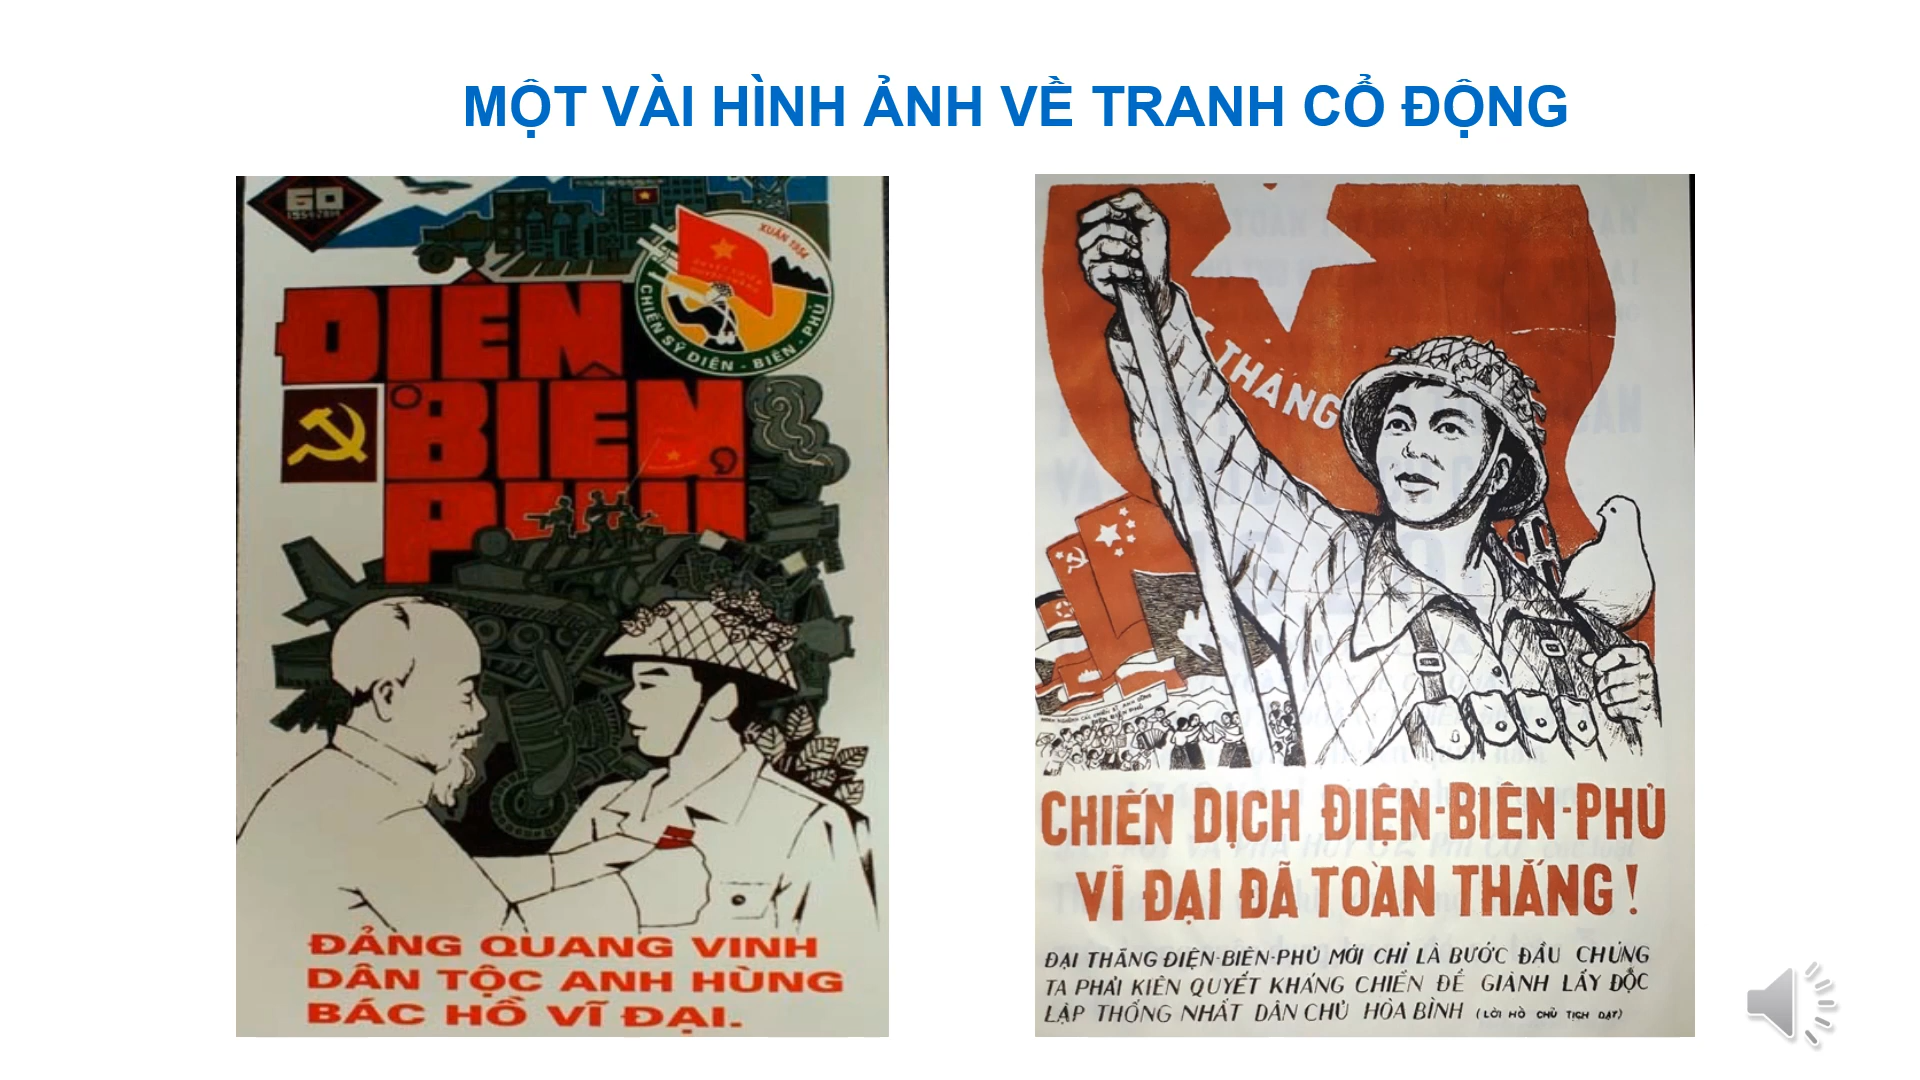 MỘT VÀI HÌNH ẢNH VỀ TRANH CỔ ĐỘNG
60
1954-2014
XUÂN 1954
CHIẾN SỸ ĐIỆN - BIÊN - PHỦ
ĐIỆN
BIÊN
PHỦ
ĐẢNG QUANG VINH
DÂN TỘC ANH HÙNG
BÁC HỒ VĨ ĐẠI.
THẮNG
CHIẾN DỊCH ĐIỆN-BIÊN-PHỦ
VĨ ĐẠI ĐÃ TOÀN THẮNG !
ĐẠI THẮNG ĐIỆN-BIÊN-PHỦ MỚI CHỈ LÀ BƯỚC ĐẦU CHÚNG
TA PHẢI KIÊN QUYẾT KHÁNG CHIẾN ĐỂ GIÀNH LẤY ĐỘC
LẬP THỐNG NHẤT DÂN CHỦ HÒA BÌNH (LỜI HỒ CHỦ TỊCH DẠY)